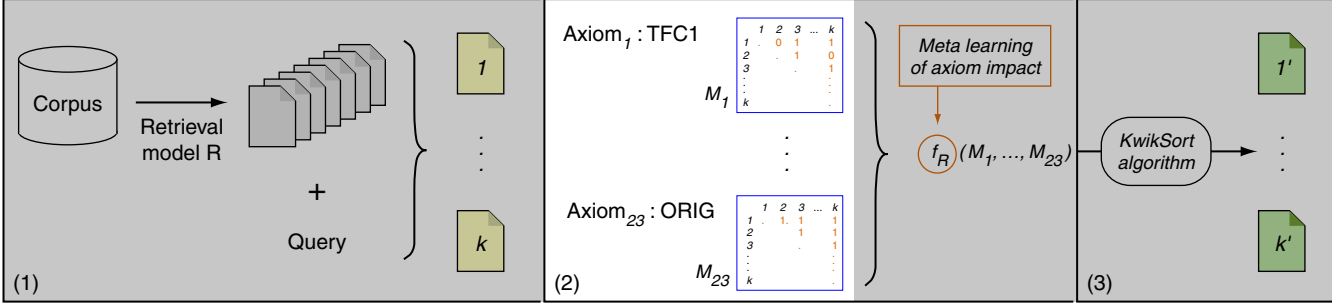 Corpus
Retrieval
model R
+
Query
1
.
.
.
k
(1)
Axiom1 : TFC1
M1
1 2 3 ... k
1 . 0 1 1
2 . 1 0
3 . 1
. .
. .
. .
k .
.
.
.
Axiom23 : ORIG
M23
1 2 3 ... k
1 . 1. 1 1
2 1 1
3 . 1
. .
. .
. .
k .
(2)
Meta learning
of axiom impact
fR (M1, ..., M23)
KwikSort
algorithm
1'
.
.
.
k'
(3)